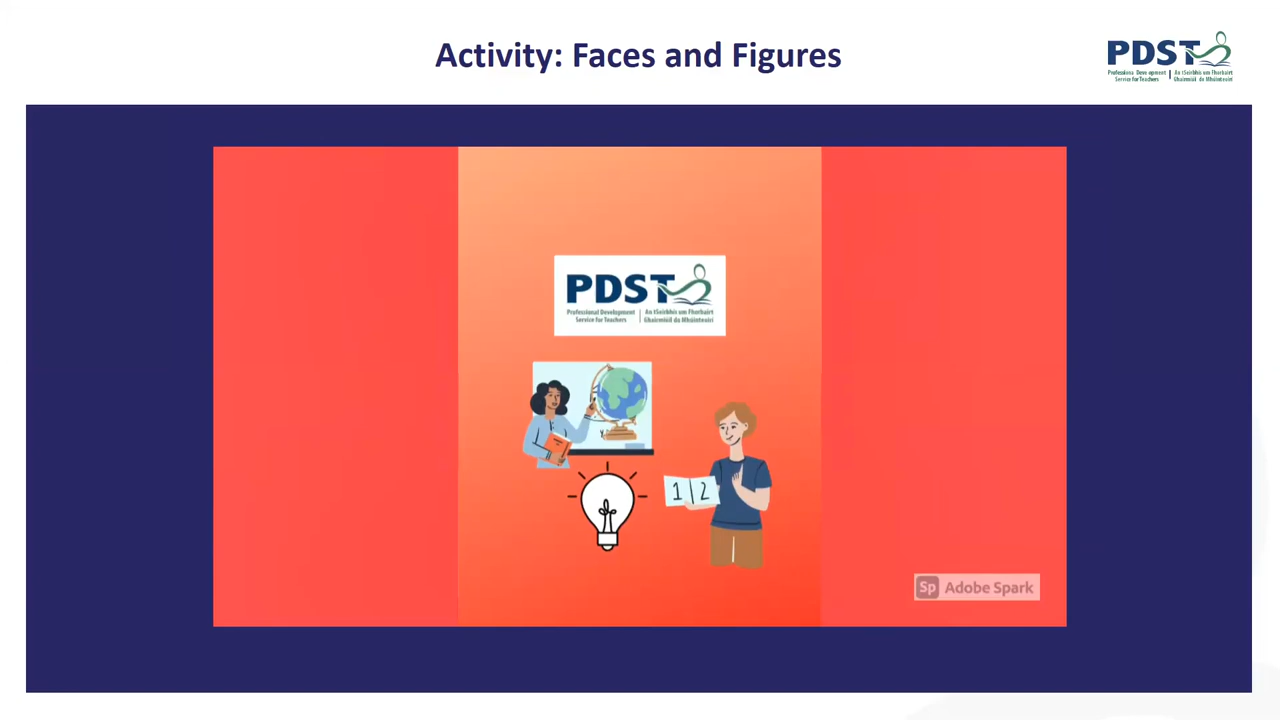 Activity: Faces and Figures
PDST
Professional Development
Service for Teachers
An tSeirbhís um Fhorbairt
Ghairmiúil do Mhúinteoirí
PDST
Professional Development
Service for Teachers
An tSeirbhís um Fhorbairt
Ghairmiúil do Mhúinteoirí
1 2
Sp Adobe Spark